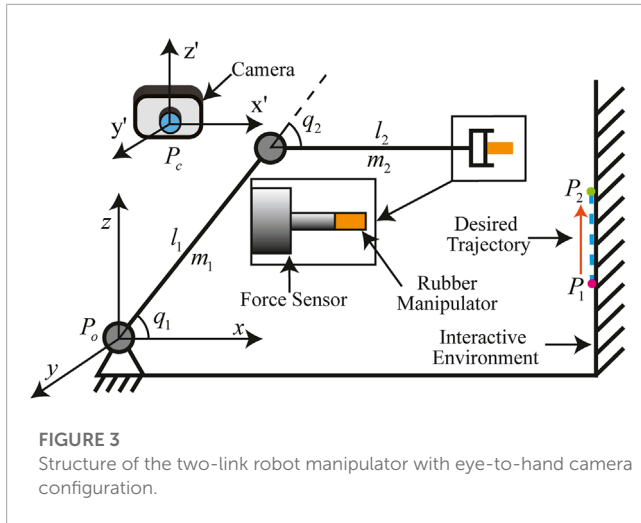 z'
Camera
x'
y'
P_c
q_2
l_2
m_2
P_2
z
l_1
m_1
Desired
Trajectory
Force Sensor
Rubber
Manipulator
P_1
P_o
q_1
x
Interactive
Environment
y
FIGURE 3
Structure of the two-link robot manipulator with eye-to-hand camera
configuration.